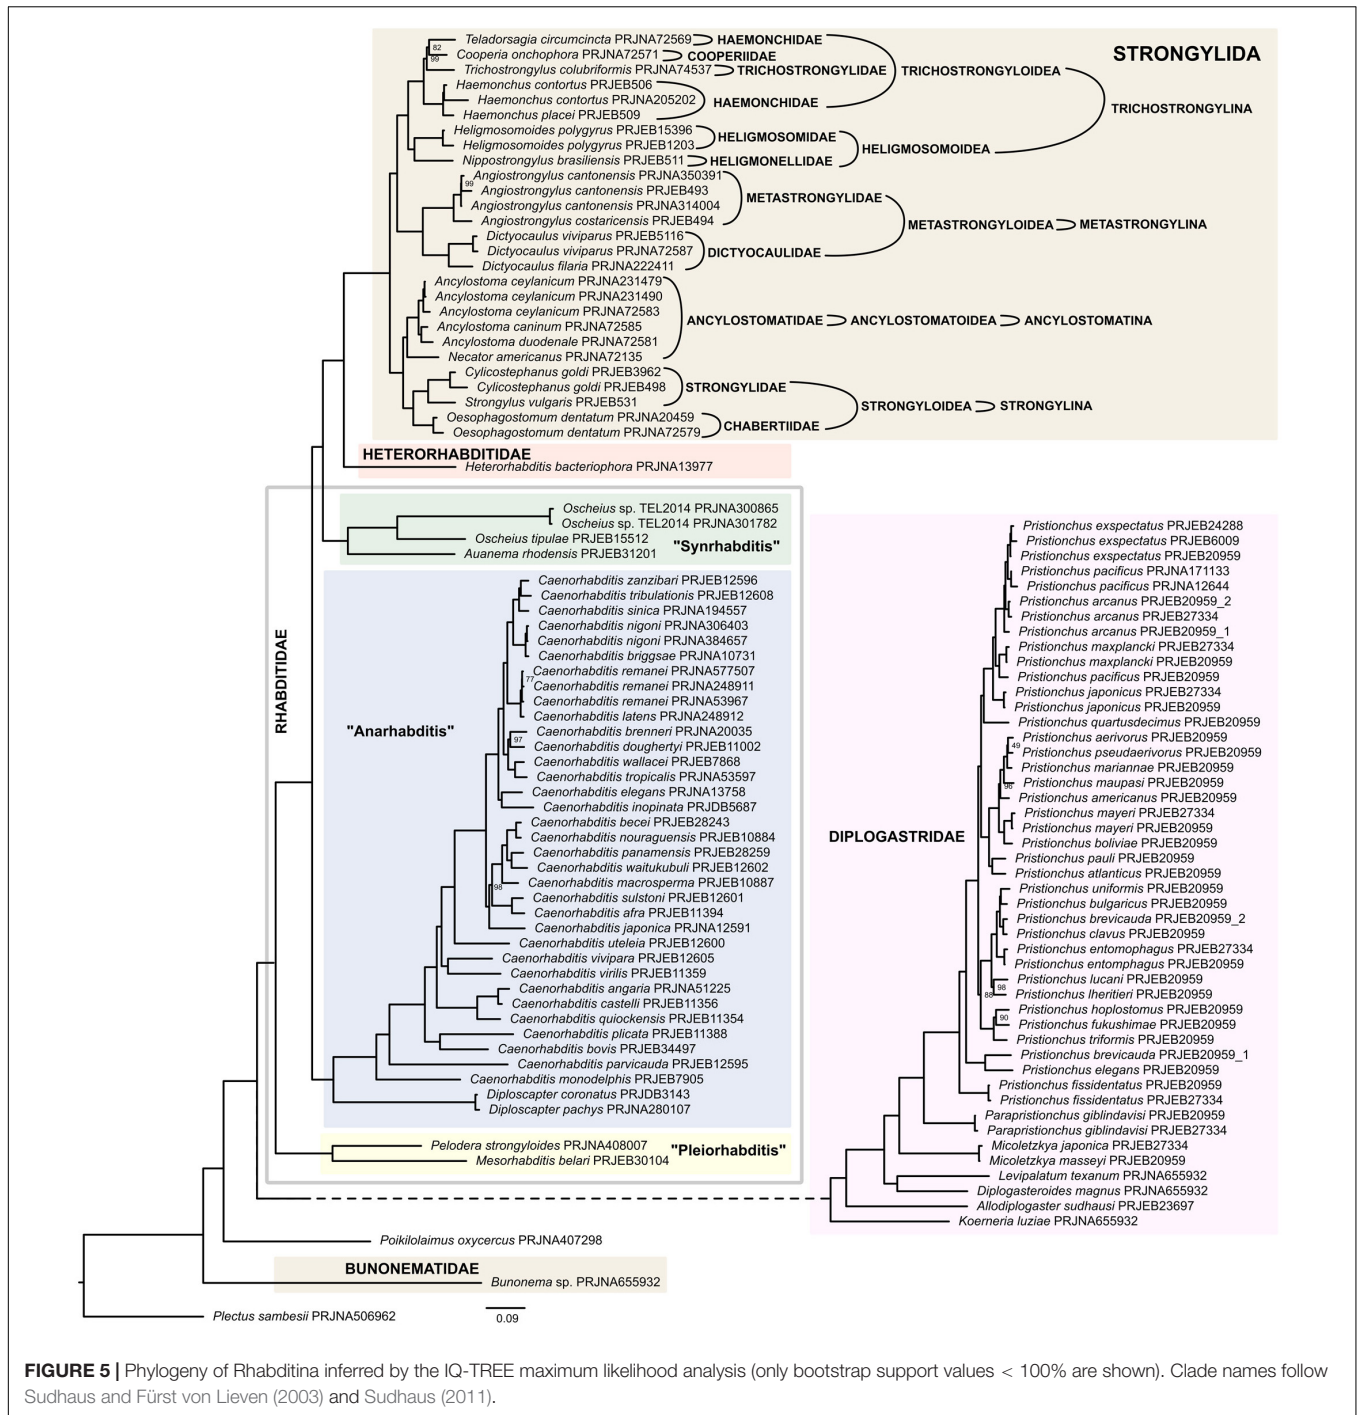 STRONGYLIDA
Teladorsagia circumcincta PRJNA72569 HAEMONCHIDAE
82
Cooperia onchophora PRJNA72571 COOPERIIDAE
99
Trichostrongylus colubriformis PRJNA74537 TRICHOSTRONGYLIDAE TRICHOSTRONGYLOIDEA
Haemonchus contortus PRJEB506
Haemonchus contortus PRJNA205202 HAEMONCHIDAE
TRICHOSTRONGYLINA
Haemonchus placei PRJEB509
Heligmosomoides polygyrus PRJEB15396 HELIGMOSOMIDAE
Heligmosomoides polygyrus PRJEB1203 HELIGMOSOMOIDEA
Nippostrongylus brasiliensis PRJEB511 HELIGMONELLIDAE
Angiostrongylus cantonensis PRJNA350391
99
Angiostrongylus cantonensis PRJEB493 METASTRONGYLIDAE
Angiostrongylus cantonensis PRJNA314004
Angiostrongylus costaricensis PRJEB494 METASTRONGYLOIDEA METASTRONGYLINA
Dictyocaulus viviparus PRJEB5116
Dictyocaulus viviparus PRJNA72587 DICTYOCAULIDAE
Dictyocaulus filaria PRJNA222411
Ancylostoma ceylanicum PRJNA231479
Ancylostoma ceylanicum PRJNA231490
Ancylostoma ceylanicum PRJNA72583 ANCYLOSTOMATIDAE ANCYLOSTOMATOIDEA ANCYLOSTOMATINA
Ancylostoma caninum PRJNA72585
Ancylostoma duodenale PRJNA72581
Necator americanus PRJNA72135
Cylicostephanus goldi PRJEB3962
Cylicostephanus goldi PRJEB498 STRONGYLIDAE
Strongylus vulgaris PRJEB531 STRONGYLOIDEA STRONGYLINA
Oesophagostomum dentatum PRJNA20459
Oesophagostomum dentatum PRJNA72579 CHABERTIIDAE
HETERORHABDITIDAE
Heterorhabditis bacteriophora PRJNA13977
RHABDITIDAE
Oscheius sp. TEL2014 PRJNA300865
Oscheius sp. TEL2014 PRJNA301782
Oscheius tipulae PRJEB15512
"Synrhabditis"
Auanema rhodensis PRJEB31201
"Anarhabditis"
Caenorhabditis zanzibari PRJEB12596
Caenorhabditis tribulationis PRJEB12608
Caenorhabditis sinica PRJNA194557
Caenorhabditis nigoni PRJNA306403
Caenorhabditis nigoni PRJNA384657
Caenorhabditis briggsae PRJNA10731
Caenorhabditis remanei PRJNA577507
77
Caenorhabditis remanei PRJNA248911
Caenorhabditis remanei PRJNA53967
Caenorhabditis latens PRJNA248912
Caenorhabditis brenneri PRJNA20035
97
Caenorhabditis doughertyi PRJEB11002
Caenorhabditis wallacei PRJEB7868
Caenorhabditis tropicalis PRJNA53597
Caenorhabditis elegans PRJNA13758
Caenorhabditis inopinata PRJDB5687
Caenorhabditis becei PRJEB28243
Caenorhabditis nouraguensis PRJEB10884
Caenorhabditis panamensis PRJEB28259
Caenorhabditis waitukubuli PRJEB12602
Caenorhabditis macrosperma PRJEB10887
98
Caenorhabditis sulstoni PRJEB12601
Caenorhabditis afra PRJEB11394
Caenorhabditis japonica PRJNA12591
Caenorhabditis uteleia PRJEB12600
Caenorhabditis vivipara PRJEB12605
Caenorhabditis virilis PRJEB11359
Caenorhabditis angaria PRJNA51225
Caenorhabditis castelli PRJEB11356
Caenorhabditis quiockensis PRJEB11354
Caenorhabditis plicata PRJEB11388
Caenorhabditis bovis PRJEB34497
Caenorhabditis parvicauda PRJEB12595
Caenorhabditis monodelphis PRJEB7905
Diploscapter coronatus PRJDB3143
Diploscapter pachys PRJNA280107
Pelodera strongyloides PRJNA408007
"Pleiorhabditis"
Mesorhabditis belari PRJEB30104
DIPLOGASTRIDAE
Pristionchus exspectatus PRJEB24288
Pristionchus exspectatus PRJEB6009
Pristionchus exspectatus PRJEB20959
Pristionchus pacificus PRJNA171133
Pristionchus pacificus PRJNA12644
Pristionchus arcanus PRJEB20959_2
Pristionchus arcanus PRJEB27334
Pristionchus arcanus PRJEB20959_1
Pristionchus maxplancki PRJEB27334
Pristionchus maxplancki PRJEB20959
Pristionchus pacificus PRJEB20959
Pristionchus japonicus PRJEB27334
Pristionchus japonicus PRJEB20959
Pristionchus quartusdecimus PRJEB20959
Pristionchus aerivorus PRJEB20959
49
Pristionchus pseudaerivorus PRJEB20959
Pristionchus mariannae PRJEB20959
Pristionchus maupasi PRJEB20959
96
Pristionchus americanus PRJEB20959
Pristionchus mayeri PRJEB27334
Pristionchus mayeri PRJEB20959
Pristionchus boliviae PRJEB20959
Pristionchus pauli PRJEB20959
Pristionchus atlanticus PRJEB20959
Pristionchus uniformis PRJEB20959
Pristionchus bulgaricus PRJEB20959
Pristionchus brevicauda PRJEB20959_2
Pristionchus clavus PRJEB20959
Pristionchus entomophagus PRJEB27334
Pristionchus entomphagus PRJEB20959
Pristionchus lucani PRJEB20959
98
88
Pristionchus lheritieri PRJEB20959
Pristionchus hoplostomus PRJEB20959
90
Pristionchus fukushimae PRJEB20959
Pristionchus triformis PRJEB20959
Pristionchus brevicauda PRJEB20959_1
Pristionchus elegans PRJEB20959
Pristionchus fissidentatus PRJEB20959
Pristionchus fissidentatus PRJEB27334
Parapristionchus giblindavisi PRJEB20959
Parapristionchus giblindavisi PRJEB27334
Micoletzkya japonica PRJEB27334
Micoletzkya masseyi PRJEB20959
Levipalatum texanum PRJNA655932
Diplogasteroides magnus PRJNA655932
Allodiplogaster sudhausi PRJEB23697
Koerneria luziae PRJNA655932
Poikilolaimus oxycercus PRJNA407298
BUNONEMATIDAE
Bunonema sp. PRJNA655932
Plectus sambesii PRJNA506962
0.09
FIGURE 5 | Phylogeny of Rhabditina inferred by the IQ-TREE maximum likelihood analysis (only bootstrap support values < 100% are shown). Clade names follow
Sudhaus and Fürst von Lieven (2003) and Sudhaus (2011).